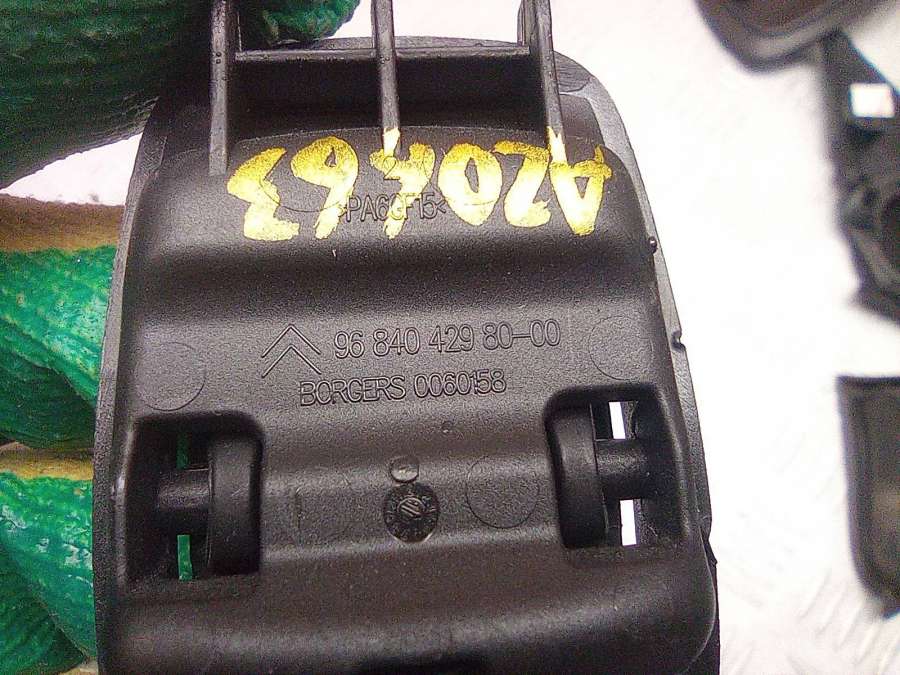 A20463
>PA6GF15<
96 840 429 80-00
BORGERS 0060158